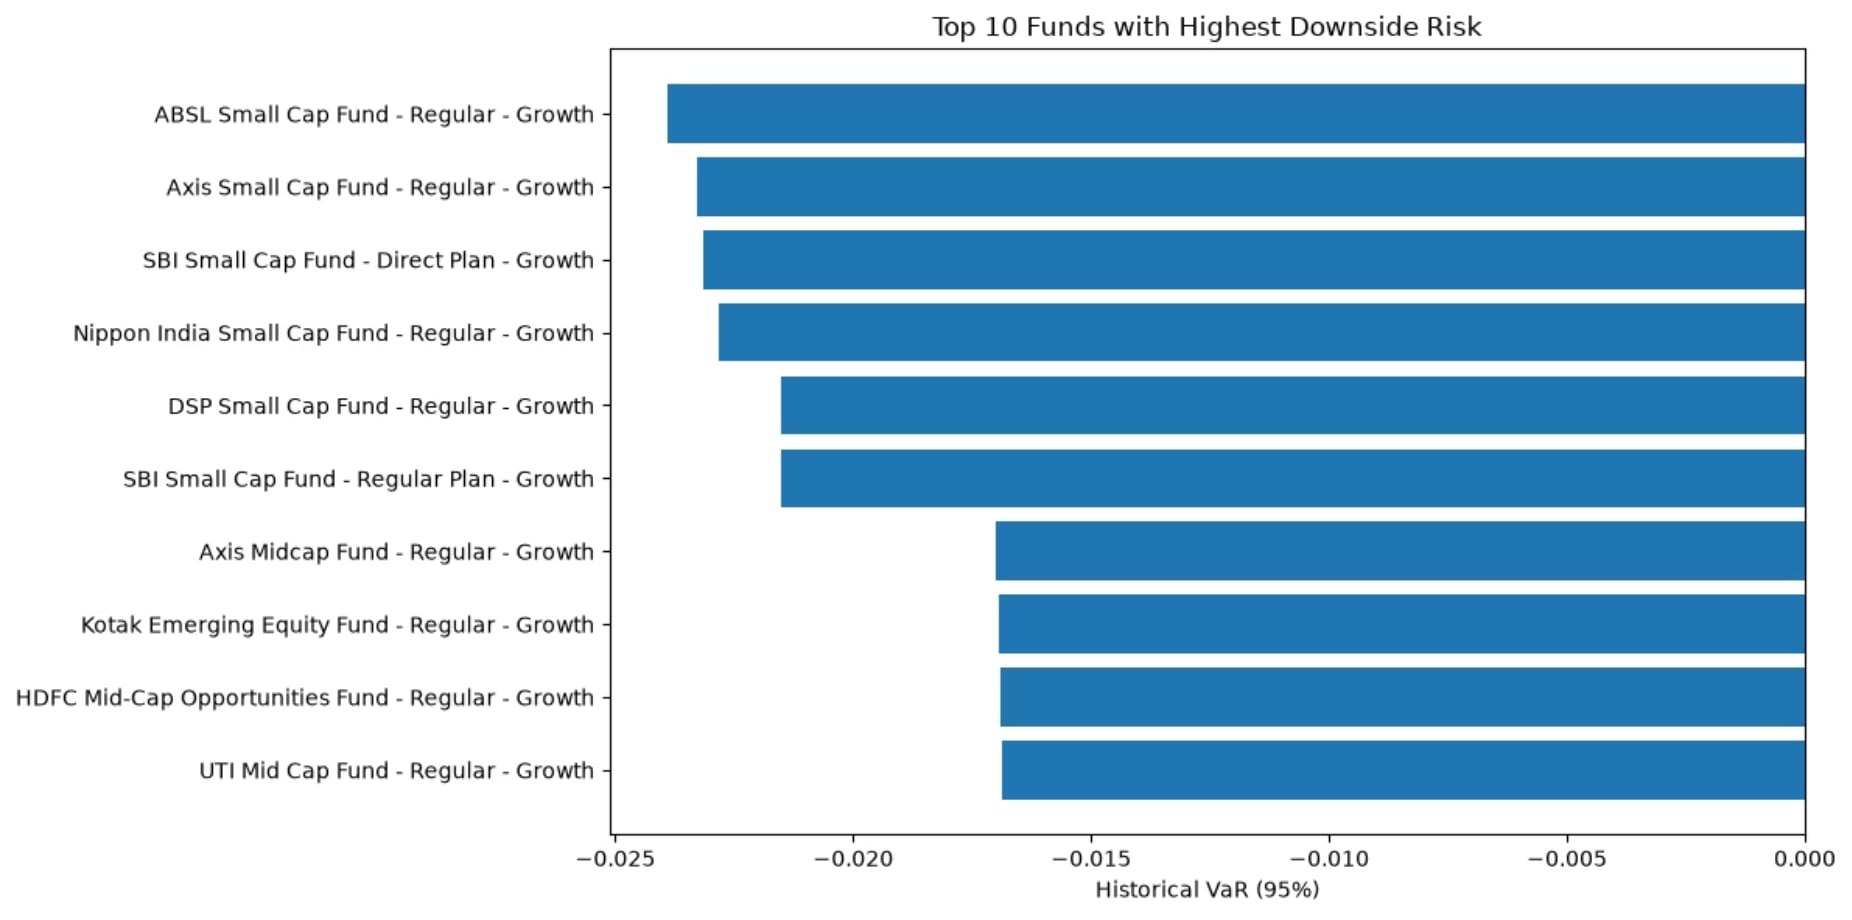 Top 10 Funds with Highest Downside Risk
ABSL Small Cap Fund - Regular - Growth
Axis Small Cap Fund - Regular - Growth
SBI Small Cap Fund - Direct Plan - Growth
Nippon India Small Cap Fund - Regular - Growth
DSP Small Cap Fund - Regular - Growth
SBI Small Cap Fund - Regular Plan - Growth
Axis Midcap Fund - Regular - Growth
Kotak Emerging Equity Fund - Regular - Growth
HDFC Mid-Cap Opportunities Fund - Regular - Growth
UTI Mid Cap Fund - Regular - Growth
−0.025 −0.020 −0.015 −0.010 −0.005 0.000
Historical VaR (95%)